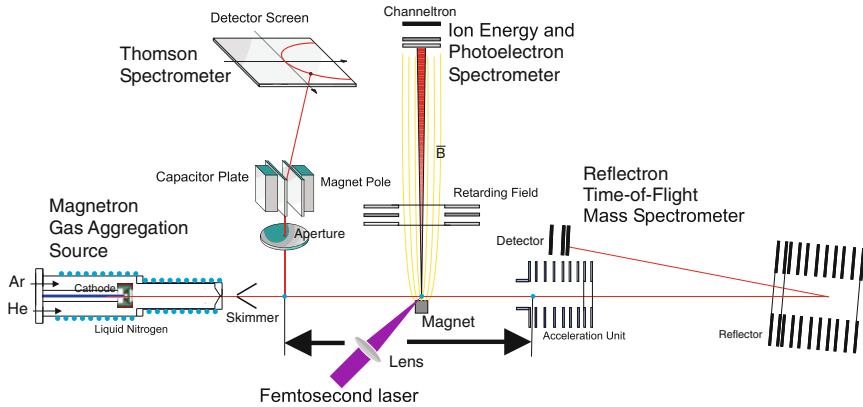 Channeltron
Detector Screen
Thomson
Spectrometer
Ion Energy and
Photoelectron
Spectrometer
B
Capacitor Plate
Magnet Pole
Retarding Field
Reflectron
Time-of-Flight
Mass Spectrometer
Magnetron
Gas Aggregation
Source
Aperture
Detector
Ar
Cathode
He
Liquid Nitrogen
Skimmer
Magnet
Acceleration Unit
Reflector
Lens
Femtosecond laser